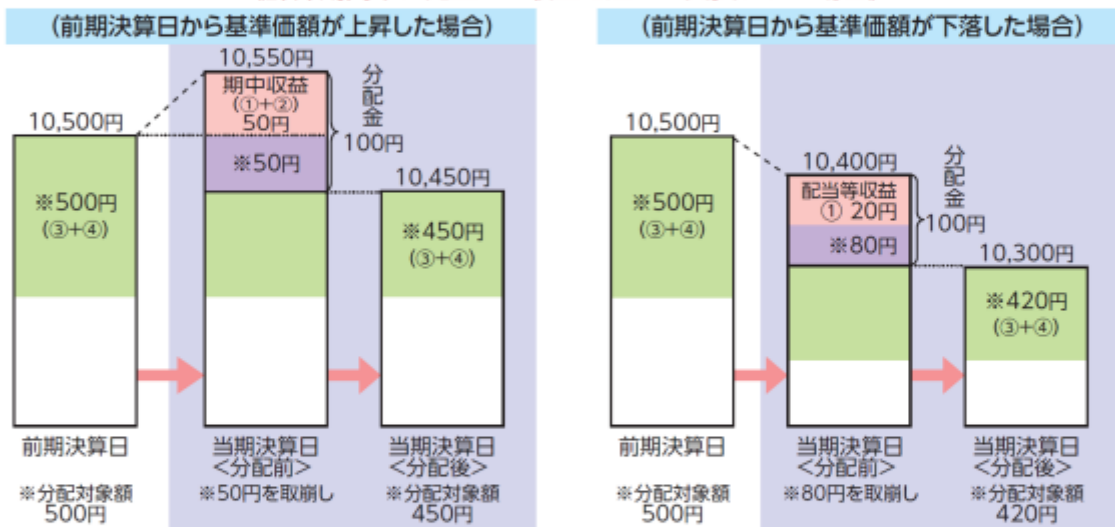 (前期決算日から基準価額が上昇した場合)
10,550円
期中収益
(①+②)
50円
分配金
100円
10,500円
※50円
10,450円
※500円
(③+④)
※450円
(③+④)
前期決算日
当期決算日
<分配前>
当期決算日
<分配後>
※分配対象額
500円
※50円を取崩し
※分配対象額
450円
(前期決算日から基準価額が下落した場合)
10,500円
10,400円
配当等収益
① 20円
分配金
100円
※80円
※500円
(③+④)
10,300円
※420円
(③+④)
前期決算日
当期決算日
<分配前>
当期決算日
<分配後>
※分配対象額
500円
※80円を取崩し
※分配対象額
420円